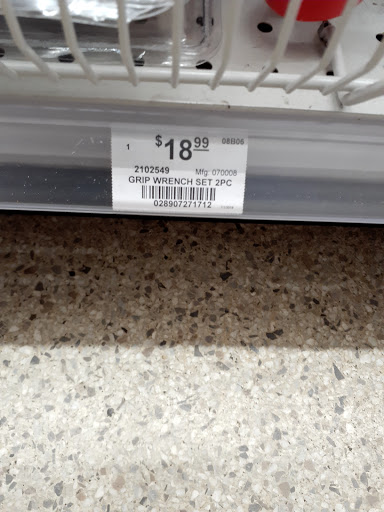 1 $18.99 08B06
2102549 Mfg: 070008
GRIP WRENCH SET 2PC
028907271712